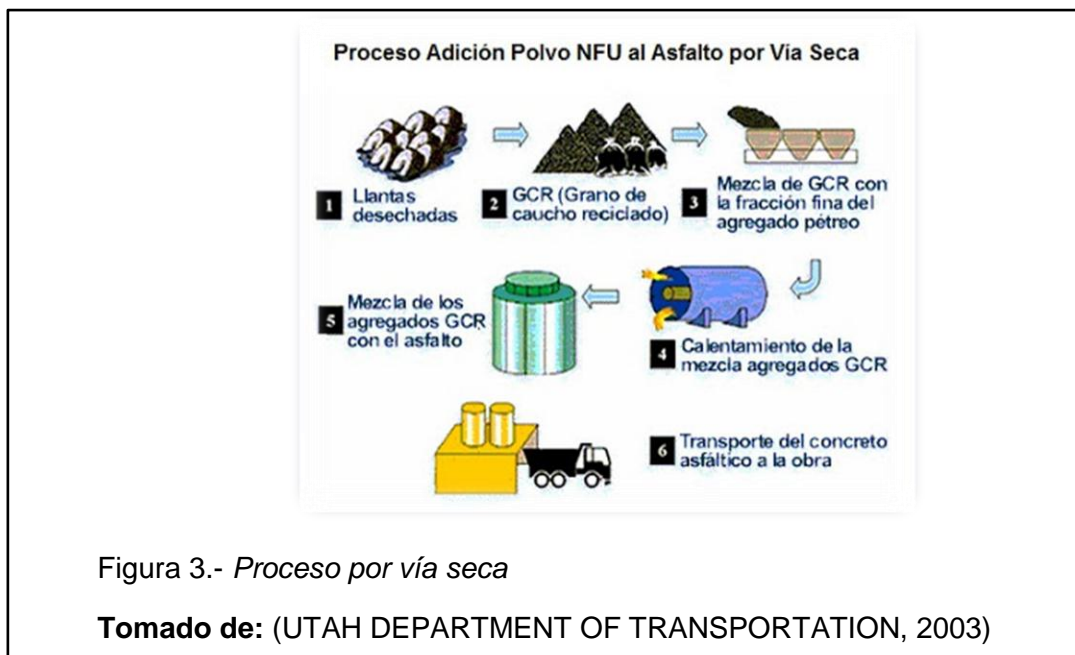 Proceso Adición Polvo NFU al Asfalto por Vía Seca
1 Llantas
desechadas
2 GCR (Grano de
caucho reciclado)
3 Mezcla de GCR con
la fracción fina del
agregado pétreo
4 Calentamiento de la
mezcla agregados GCR
5 Mezcla de los
agregados GCR
con el asfalto
6 Transporte del concreto
asfáltico a la obra
Figura 3.- Proceso por vía seca
Tomado de: (UTAH DEPARTMENT OF TRANSPORTATION, 2003)